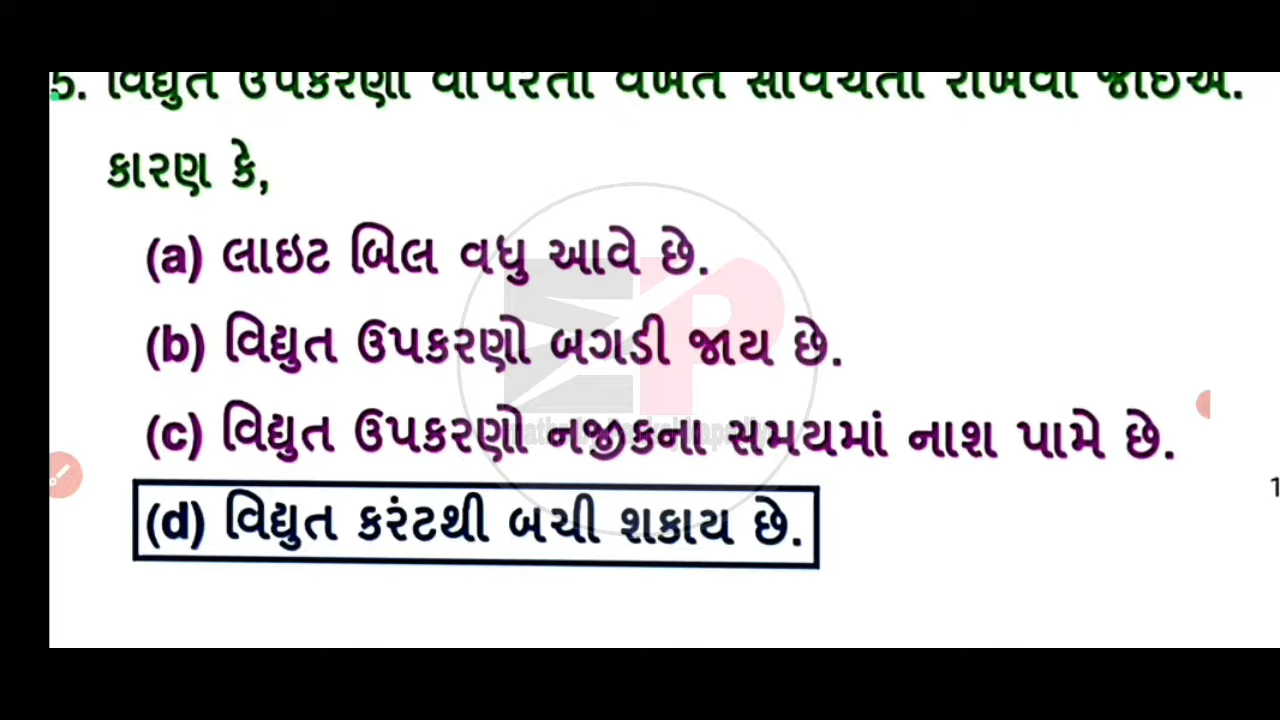 5. વિદ્યુત ઉપકરણો વાપરતી વખતે સાવચેતી રાખવી જોઈએ.
કારણ કે,
(a) લાઇટ બિલ વધુ આવે છે.
(b) વિદ્યુત ઉપકરણો બગડી જાય છે.
(c) વિદ્યુત ઉપકરણો નજીકના સમયમાં નાશ પામે છે.
(d) વિદ્યુત કરંટથી બચી શકાય છે.
1